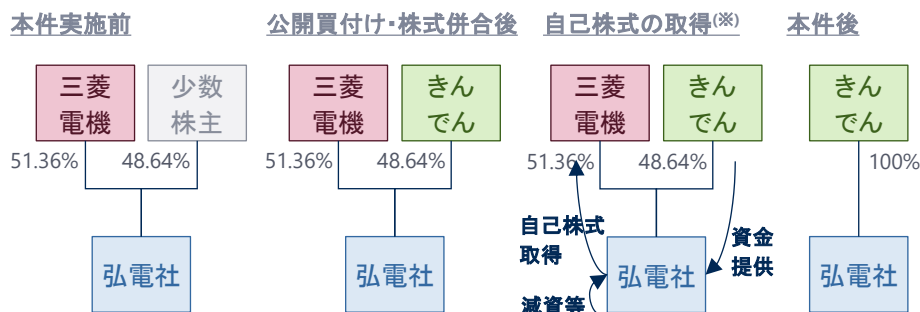 本件実施前
公開買付け・株式併合後
自己株式の取得(※)
本件後
三菱
電機
少数
株主
三菱
電機
きん
でん
三菱
電機
きん
でん
きん
でん
51.36%
48.64%
51.36%
48.64%
51.36%
48.64%
100%
自己株式
取得
資金
提供
弘電社
弘電社
弘電社
弘電社
減資等